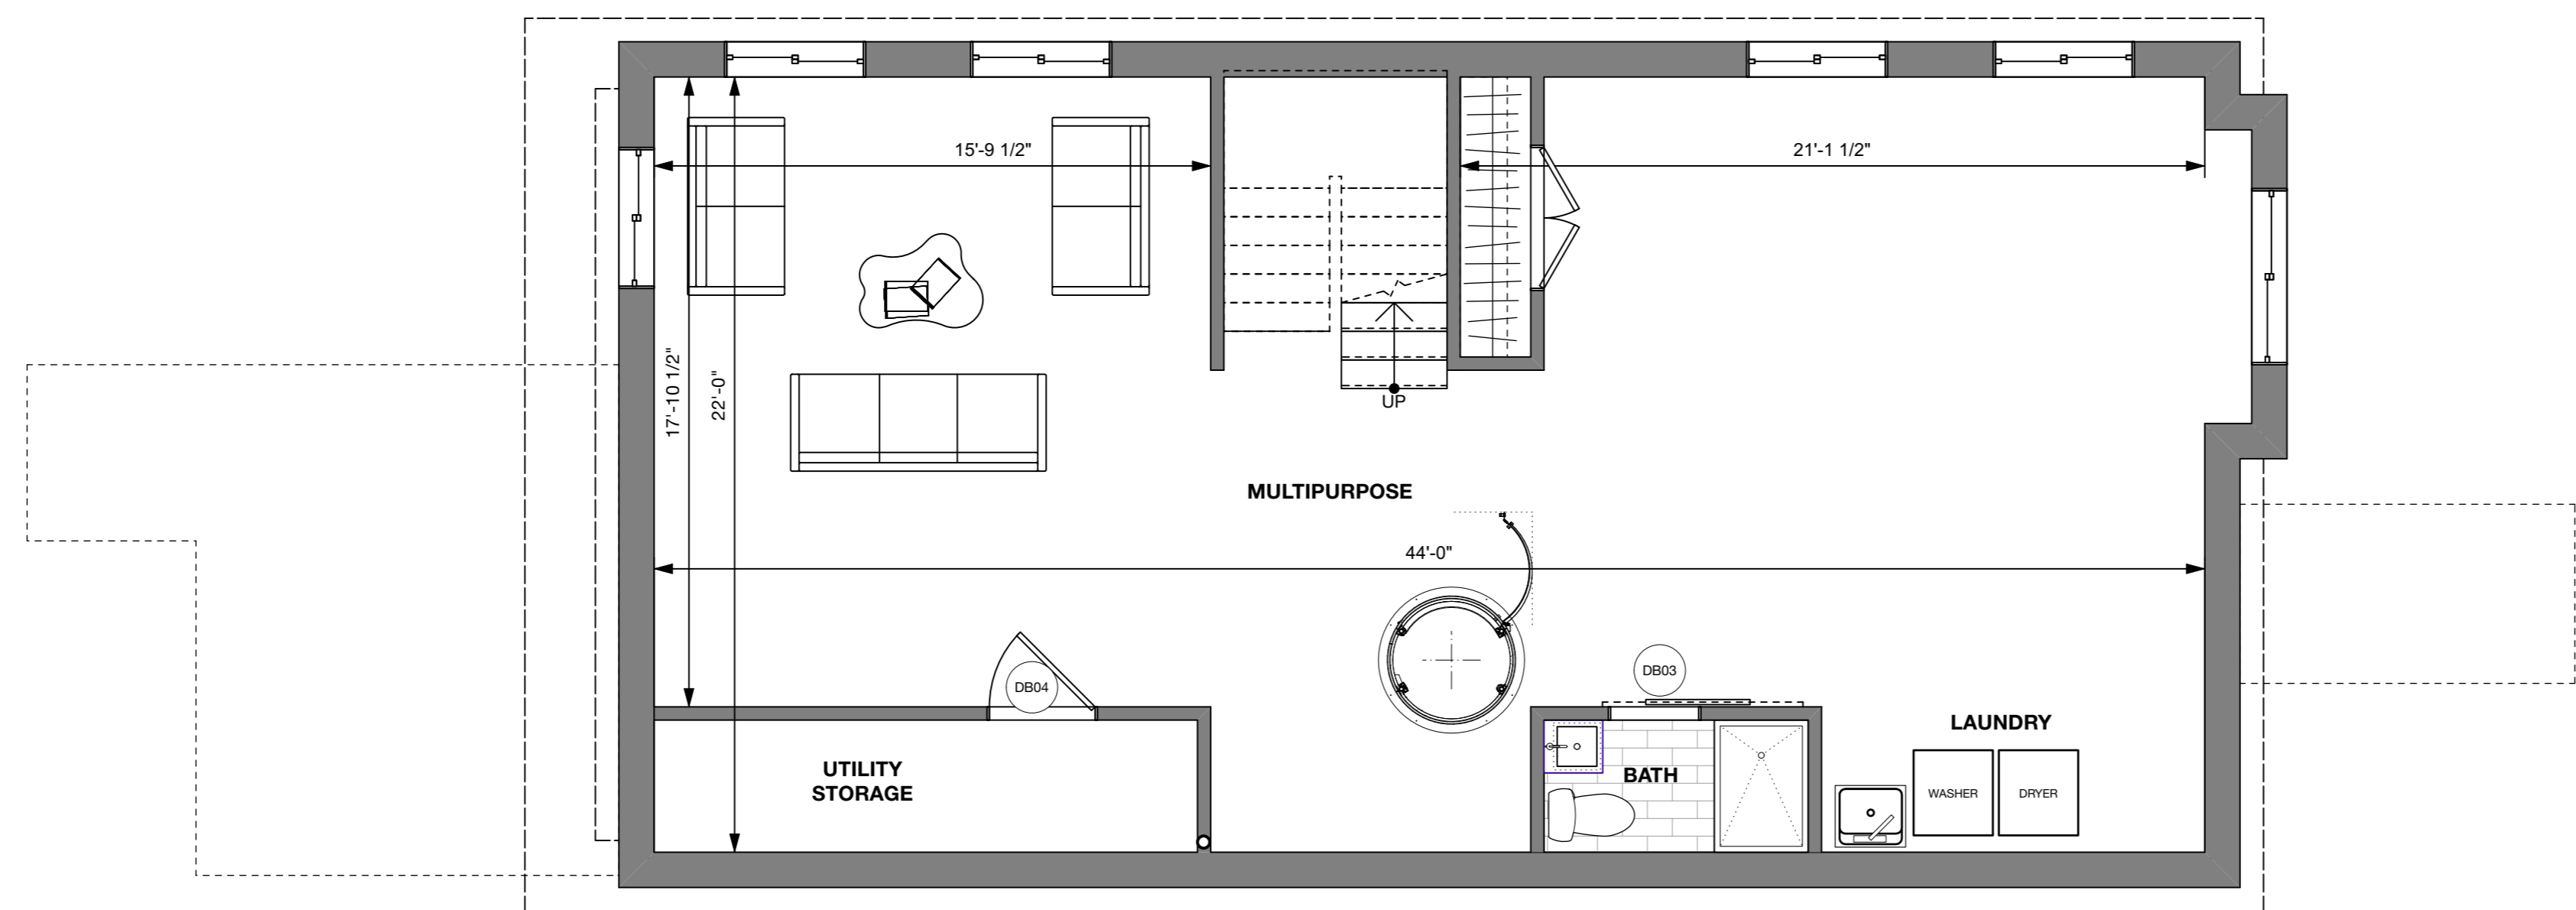 15'-9 1/2"
21'-1 1/2"
17'-10 1/2"
22'-0"
UP
MULTIPURPOSE
44'-0"
DB04
DB03
LAUNDRY
UTILITY
STORAGE
BATH
WASHER
DRYER